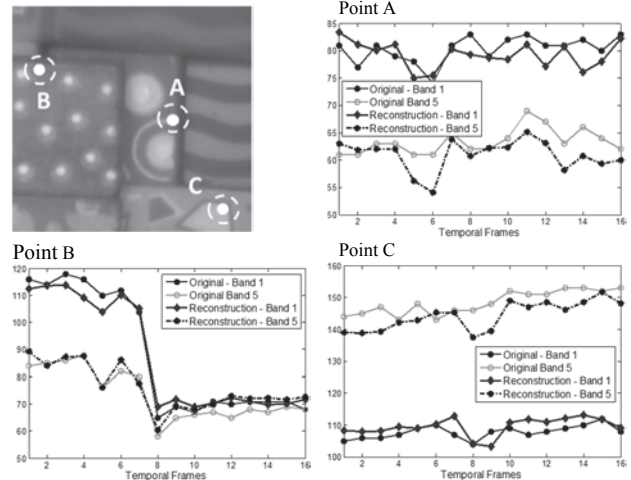 A
B
C
Point A
85
80
75
70
65
60
55
50
Original - Band 1
Original Band 5
Reconstruction - Band 1
Reconstruction - Band 5
2 4 6 8 10 12 14 16
Temporal Frames
Point B
120
110
100
90
80
70
60
50
Original - Band 1
Original Band 5
Reconstruction - Band 1
Reconstruction - Band 5
2 4 6 8 10 12 14 16
Temporal Frames
Point C
160
150
140
130
120
110
100
Original - Band 1
Original Band 5
Reconstruction - Band 1
Reconstruction - Band 5
2 4 6 8 10 12 14 16
Temporal Frames